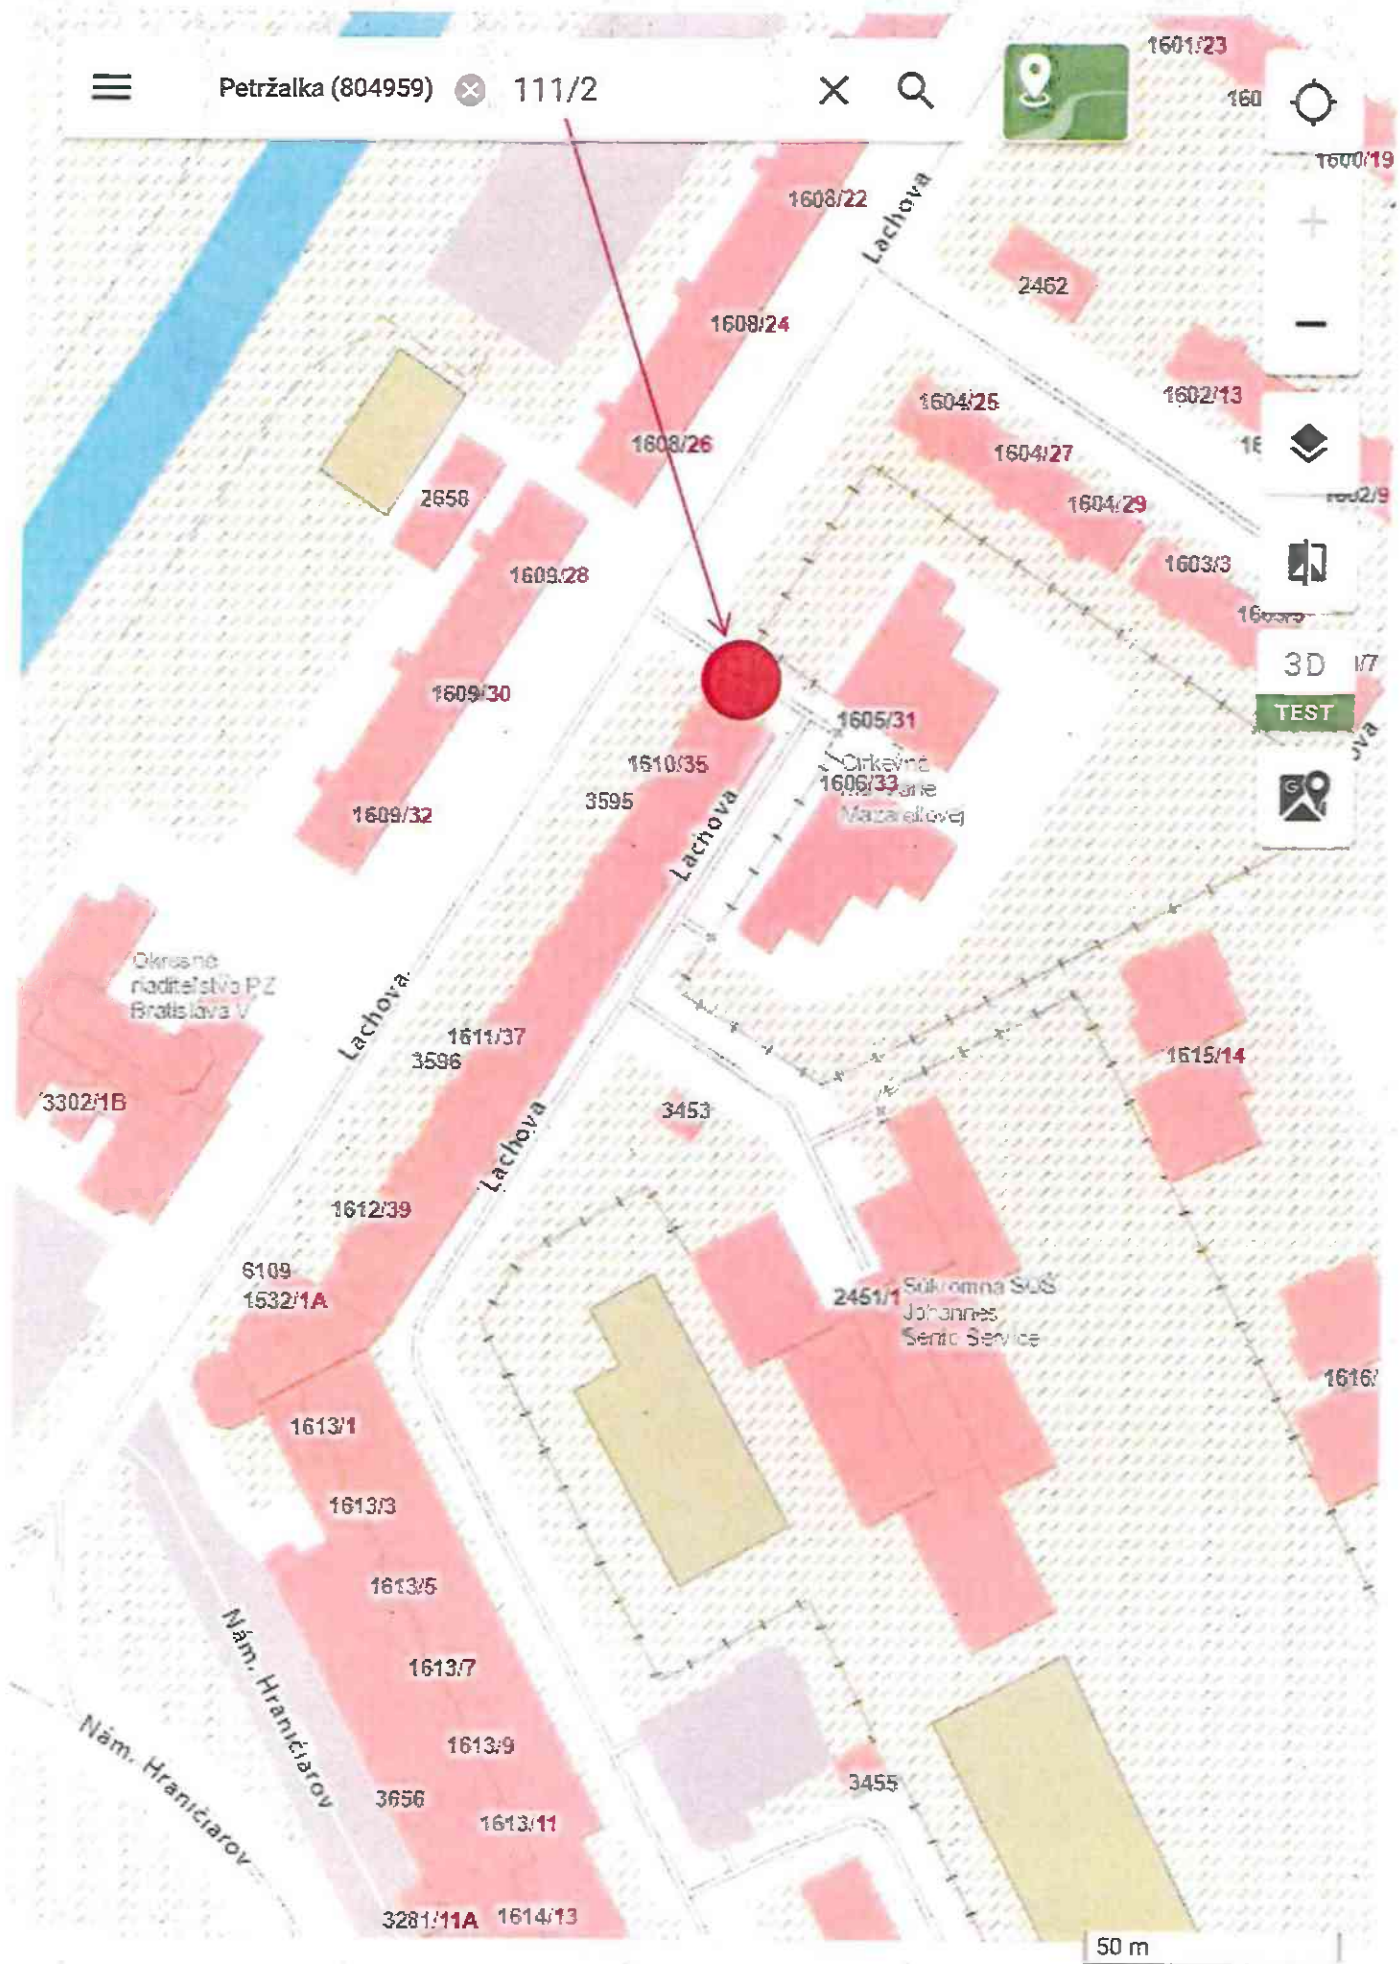 Petržalka (804959)
111/2
1601/23
160
1600/19
1608/22
Lachova
2462
1608/24
1602/13
1604/25
1608/26
1604/27
1604/29
1602/9
2658
1609/28
1603/3
3D
TEST
1609/30
1605/31
1610/35
3595
1606/33
1609/32
Lachova
Okresné
riaditeľstvo PZ
Bratislava V
Lachova
1611/37
3596
1615/14
3302/1B
3453
Lachova
1612/39
6109
1532/1A
2451/1
Súkromná SOŠ
Johannes
Senio Service
1616/
1613/1
1613/3
1613/5
Nám. Hraničiarov
1613/7
Nám. Hraničiarov
1613/9
3656
3455
1613/11
3281/11A
1614/13
50 m